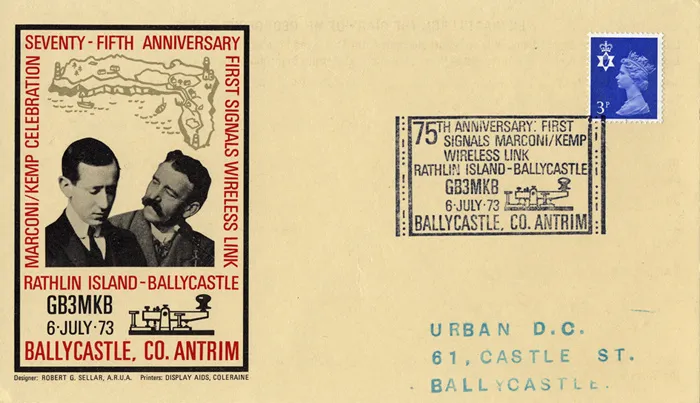 SEVENTY-FIFTH ANNIVERSARY
MARCONI/KEMP CELEBRATION
FIRST SIGNALS WIRELESS LINK
RATHLIN ISLAND-BALLYCASTLE
GB3MKB
6·JULY·73
BALLYCASTLE, CO. ANTRIM
Designer: ROBERT G. SELLAR, A.R.U.A. Printers: DISPLAY AIDS, COLERAINE
3P
75TH ANNIVERSARY: FIRST
SIGNALS MARCONI/KEMP
WIRELESS LINK
RATHLIN ISLAND-BALLYCASTLE
GB3MKB
6·JULY·73
BALLYCASTLE, CO. ANTRIM
URBAN D.C.
61, CASTLE ST.
BALLYCASTLE.